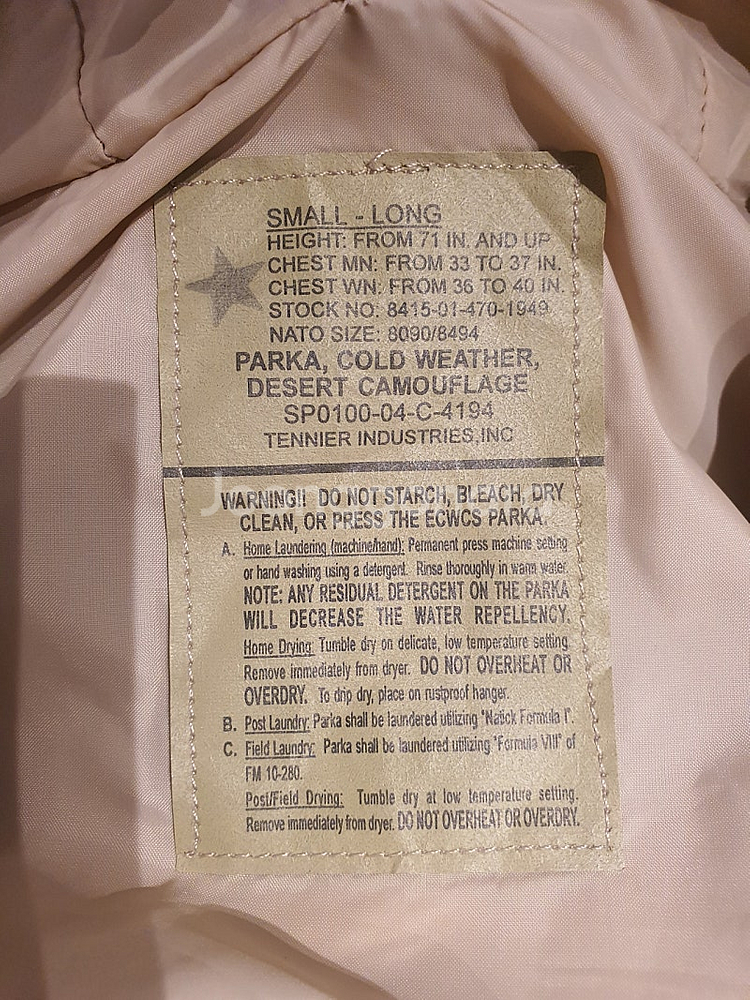 SMALL - LONG
HEIGHT: FROM 71 IN. AND UP
CHEST MN: FROM 33 TO 37 IN.
CHEST WN: FROM 36 TO 40 IN.
STOCK NO: 8415-01-470-1949
NATO SIZE: 8090/8494
PARKA, COLD WEATHER,
DESERT CAMOUFLAGE
SP0100-04-C-4194
TENNIER INDUSTRIES,INC
WARNING!! DO NOT STARCH, BLEACH, DRY
CLEAN, OR PRESS THE ECWCS PARKA.
A. Home Laundering (machine/hand): Permanent press machine setting
or hand washing using a detergent. Rinse thoroughly in warm water.
NOTE: ANY RESIDUAL DETERGENT ON THE PARKA
WILL DECREASE THE WATER REPELLENCY.
Home Drying: Tumble dry on delicate, low temperature setting.
Remove immediately from dryer. DO NOT OVERHEAT OR
OVERDRY. To drip dry, place on rustproof hanger.
B. Post Laundry: Parka shall be laundered utilizing "Natick Formula I".
C. Field Laundry: Parka shall be laundered utilizing "Formula VIII" of
FM 10-280.
Post/Field Drying: Tumble dry at low temperature setting.
Remove immediately from dryer. DO NOT OVERHEAT OR OVERDRY.